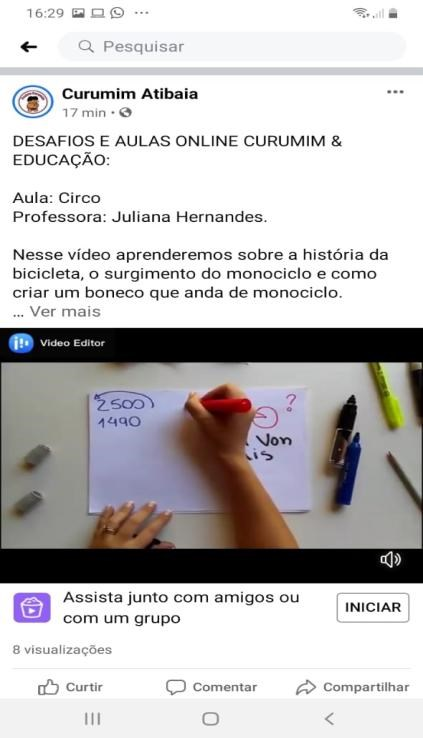 16:29
Pesquisar
Curumim Atibaia
17 min
DESAFIOS E AULAS ONLINE CURUMIM &
EDUCAÇÃO:
Aula: Circo
Professora: Juliana Hernandes.
Nesse vídeo aprenderemos sobre a história da
bicicleta, o surgimento do monociclo e como
criar um boneco que anda de monociclo.
... Ver mais
Video Editor
2500 ?
1490 Von
is
Assista junto com amigos ou
com um grupo
INICIAR
8 visualizações
Curtir Comentar Compartilhar